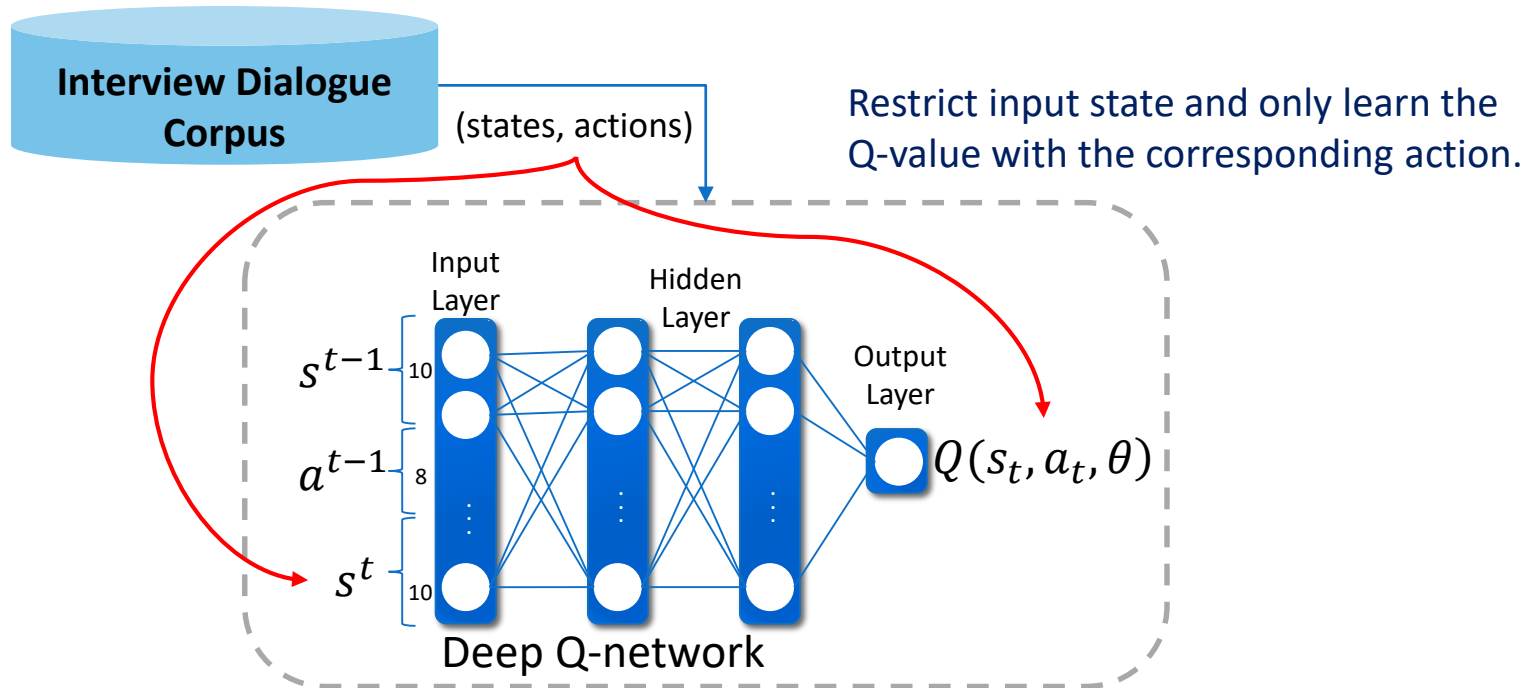 Interview Dialogue
Corpus
(states, actions)
Restrict input state and only learn the
Q-value with the corresponding action.
Input
Layer
Hidden
Layer
Output
Layer
s^{t−1}
10
a^{t−1}
8
s^t
10
Q(s_t, a_t, θ)
Deep Q-network